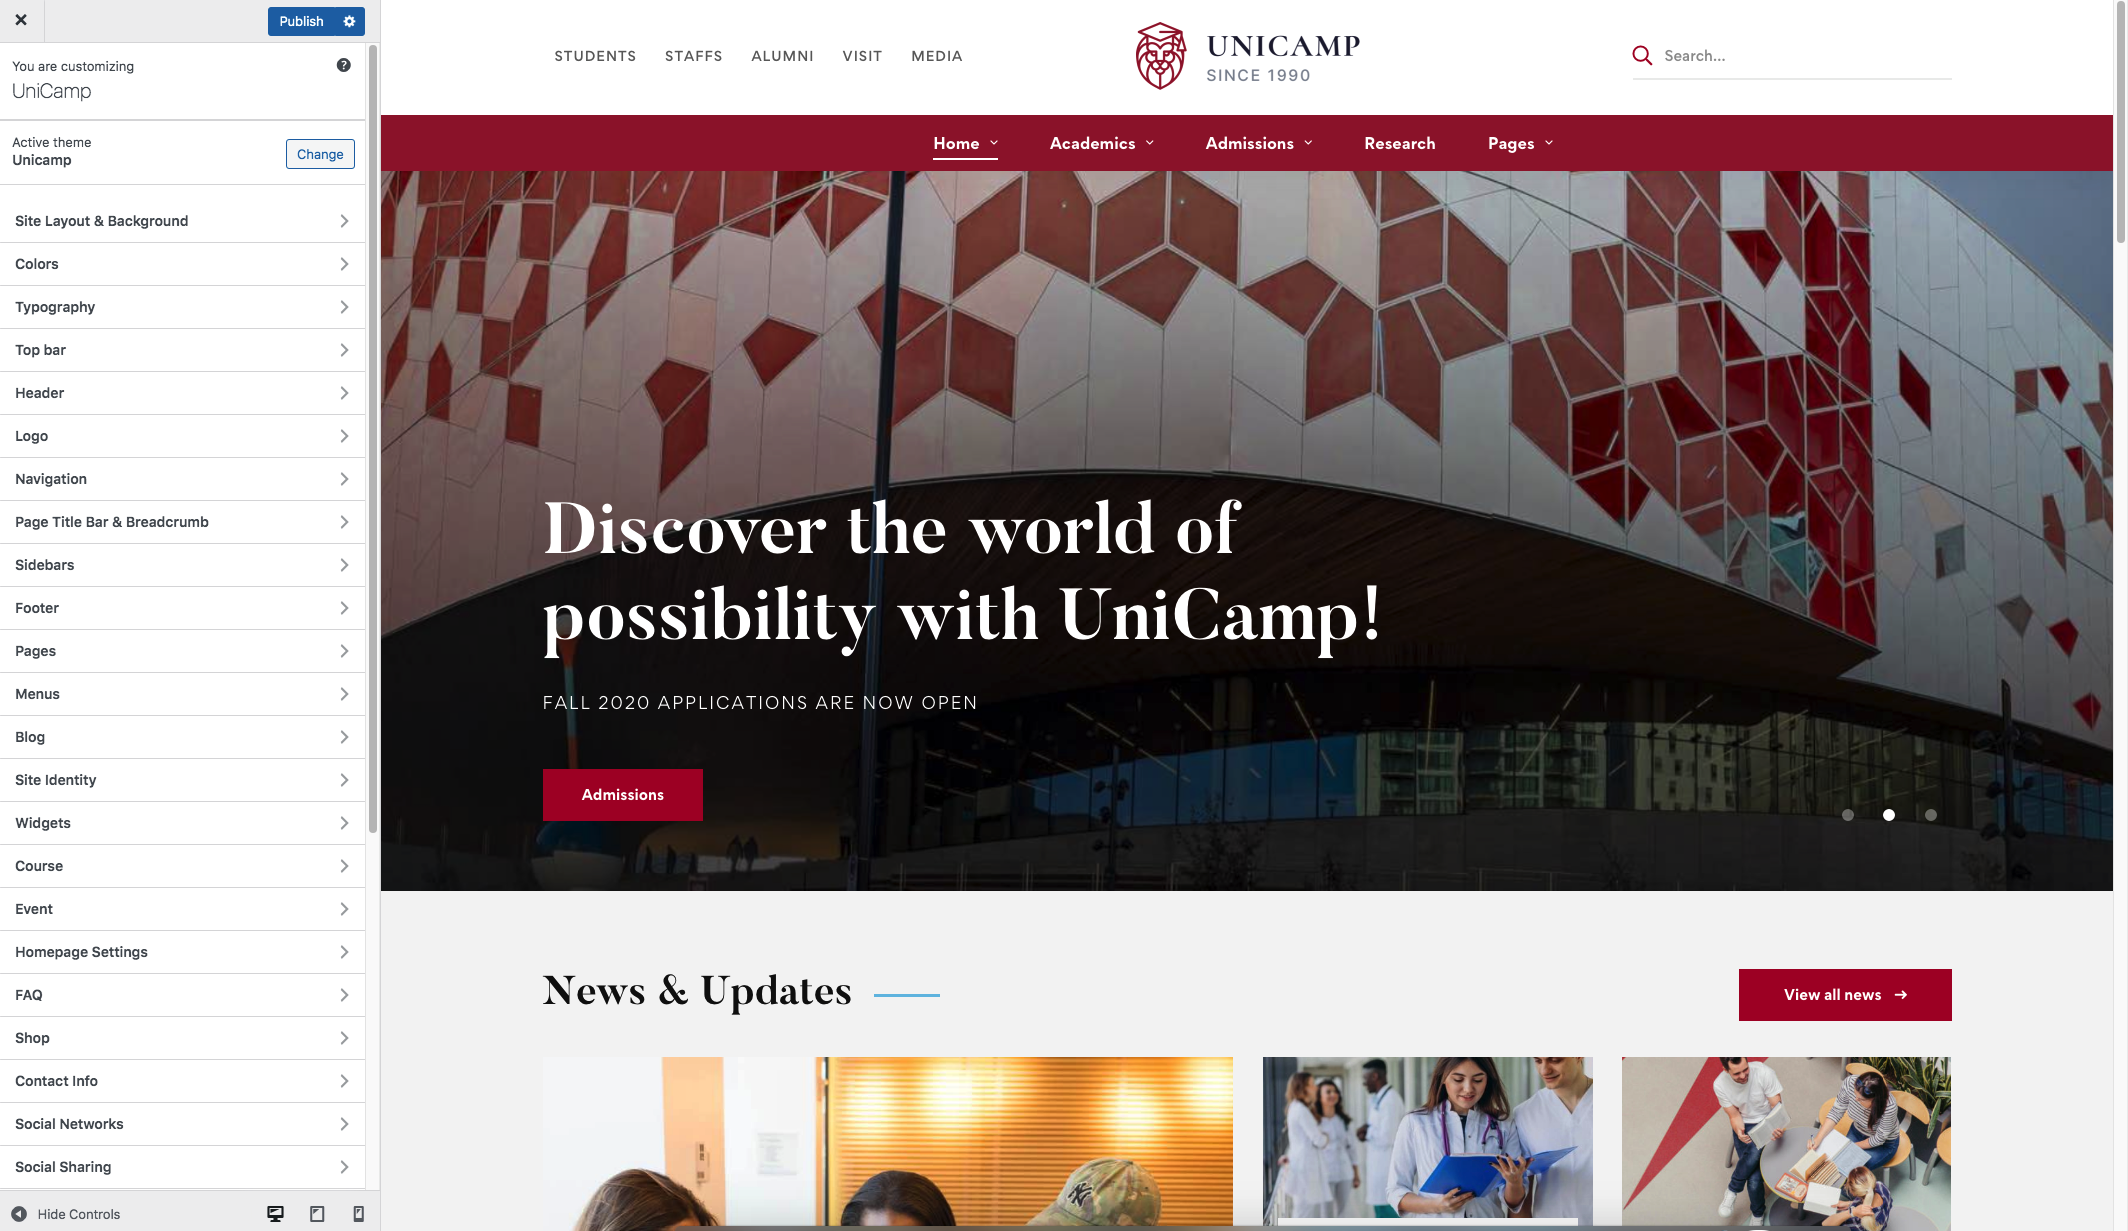 Publish
You are customizing
UniCamp
Active theme
Unicamp
Change
Site Layout & Background
Colors
Typography
Top bar
Header
Logo
Navigation
Page Title Bar & Breadcrumb
Sidebars
Footer
Pages
Menus
Blog
Site Identity
Widgets
Course
Event
Homepage Settings
FAQ
Shop
Contact Info
Social Networks
Social Sharing
Hide Controls
STUDENTS STAFFS ALUMNI VISIT MEDIA
UNICAMP
SINCE 1990
Search...
Home Academics Admissions Research Pages
Discover the world of
possibility with UniCamp!
FALL 2020 APPLICATIONS ARE NOW OPEN
Admissions
News & Updates
View all news →